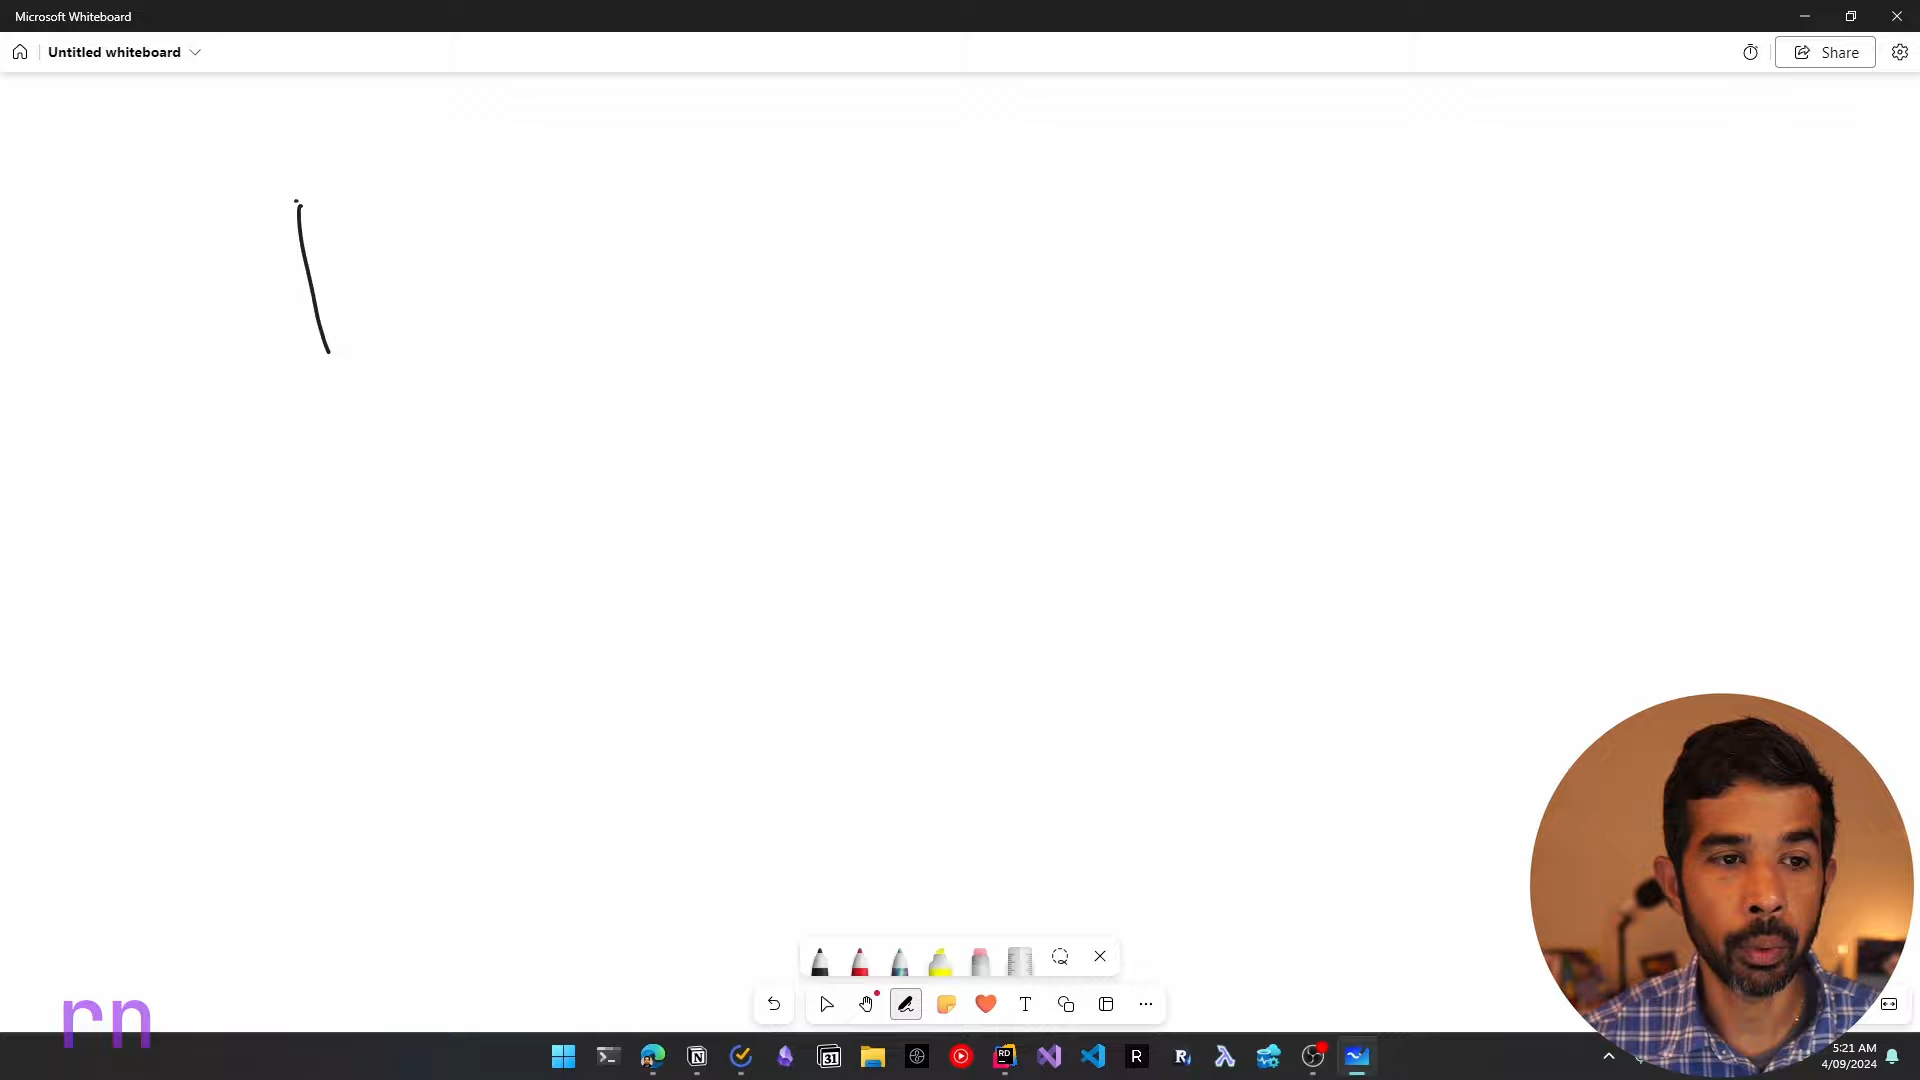 Microsoft Whiteboard
Untitled whiteboard
Share
rn
5:21 AM
4/09/2024